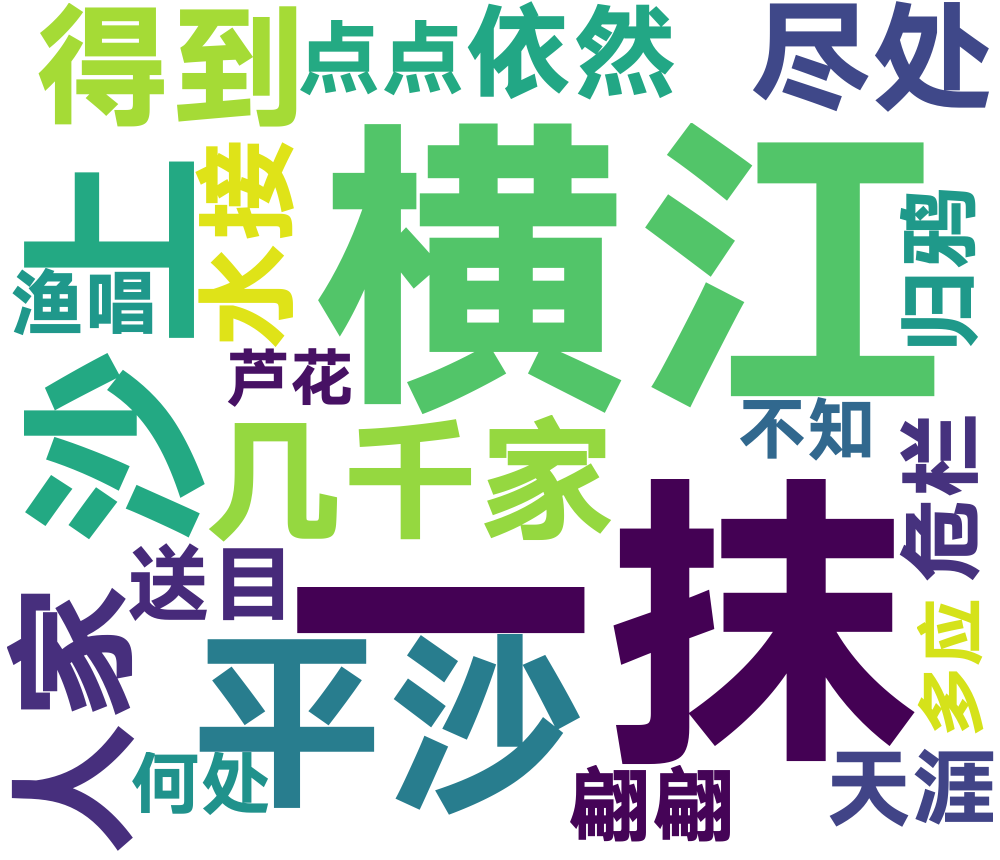 得到
点点
依然
尽处
沙上
水接
横江
归鸦
渔唱
芦花
几千家
不知
危栏
一抹
送目
人家
平沙
多应
何处
翩翩
天涯